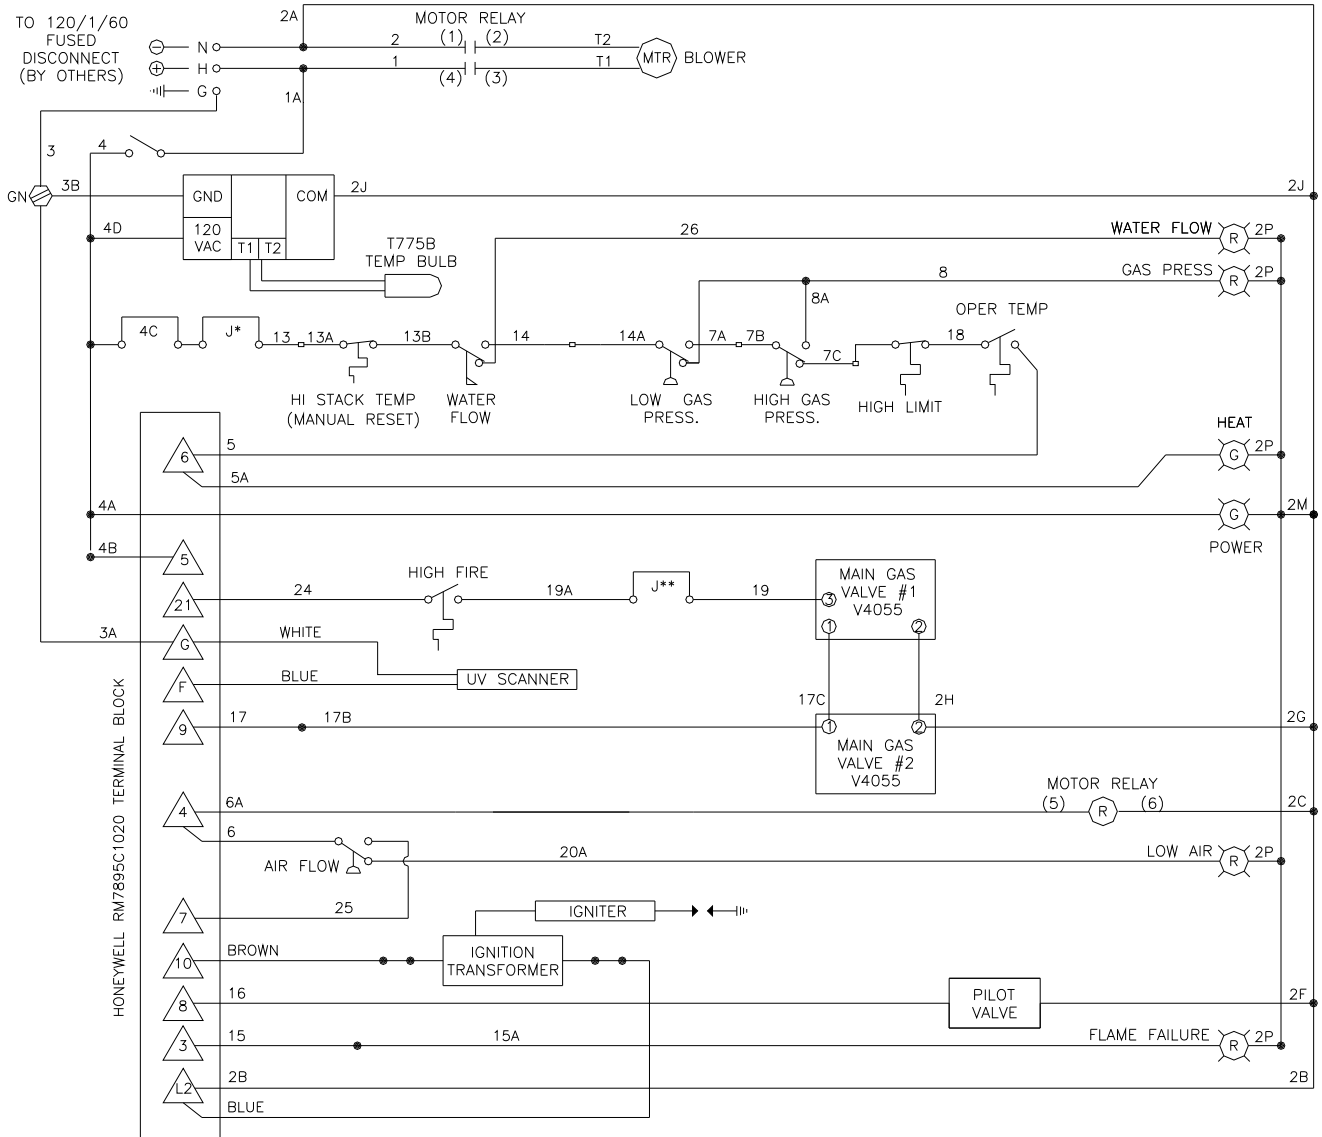 2A
TO 120/1/60
FUSED
DISCONNECT
(BY OTHERS)
MOTOR RELAY
(1) (2)
N
2
T2
H
1
T1
(4) (3)
MTR
BLOWER
G
1A
3
4
GN
3B
GND
COM
2J
2J
4D
120
VAC
T1
T2
T775B
TEMP BULB
26
WATER FLOW
R
2P
8
GAS PRESS
R
2P
8A
OPER TEMP
4C
J*
13
13A
13B
14
14A
7A
7B
7C
18
HI STACK TEMP
(MANUAL RESET)
WATER
FLOW
LOW GAS
PRESS.
HIGH GAS
PRESS.
HIGH LIMIT
HEAT
6
5
G
2P
5A
4A
G
2M
POWER
4B
5
HIGH FIRE
21
24
19A
J**
19
MAIN GAS
VALVE #1
V4055
3
1
2
3A
G
WHITE
F
BLUE
UV SCANNER
17C
2H
9
17
17B
1
2
2G
MAIN GAS
VALVE #2
V4055
HONEYWELL RM7895C1020 TERMINAL BLOCK
4
6A
MOTOR RELAY
(5)
R
(6)
2C
6
AIR FLOW
20A
LOW AIR
R
2P
7
25
IGNITER
10
BROWN
IGNITION
TRANSFORMER
8
16
PILOT
VALVE
2F
3
15
15A
FLAME FAILURE
R
2P
L2
2B
2B
BLUE